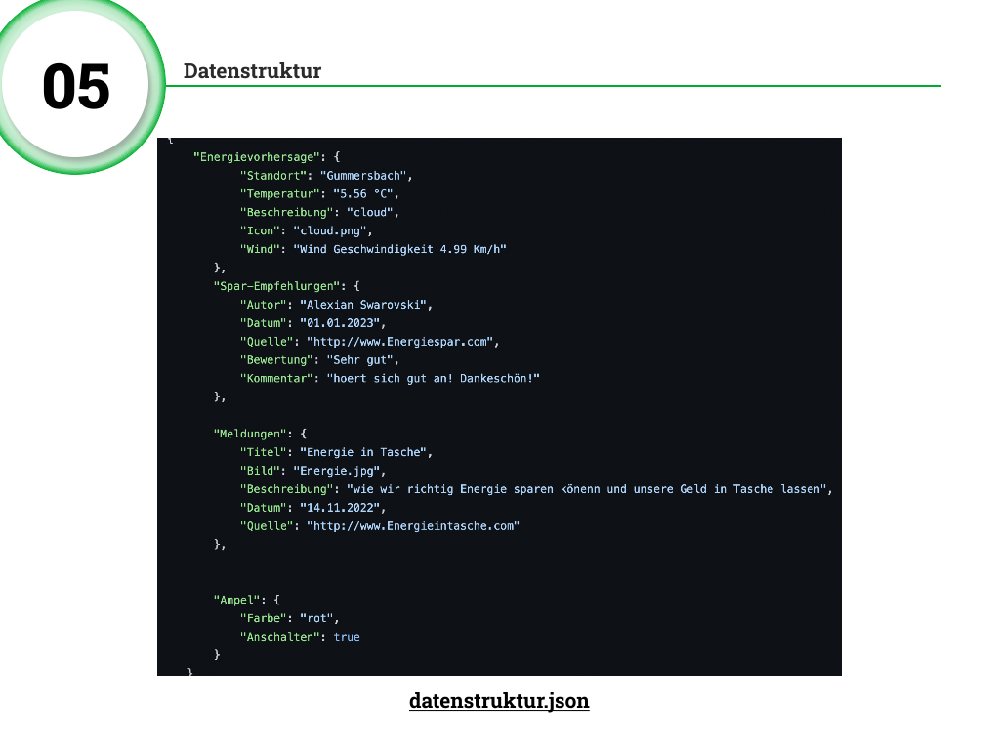 05
Datenstruktur
{
"Energievorhersage": {
"Standort": "Gummersbach",
"Temperatur": "5.56 °C",
"Beschreibung": "cloud",
"Icon": "cloud.png",
"Wind": "Wind Geschwindigkeit 4.99 Km/h"
},
"Spar-Empfehlungen": {
"Autor": "Alexian Swarovski",
"Datum": "01.01.2023",
"Quelle": "http://www.Energiespar.com",
"Bewertung": "Sehr gut",
"Kommentar": "hoert sich gut an! Dankeschön!"
},
"Meldungen": {
"Titel": "Energie in Tasche",
"Bild": "Energie.jpg",
"Beschreibung": "wie wir richtig Energie sparen könenn und unsere Geld in Tasche lassen",
"Datum": "14.11.2022",
"Quelle": "http://www.Energieintasche.com"
},
"Ampel": {
"Farbe": "rot",
"Anschalten": true
}
}
datenstruktur.json